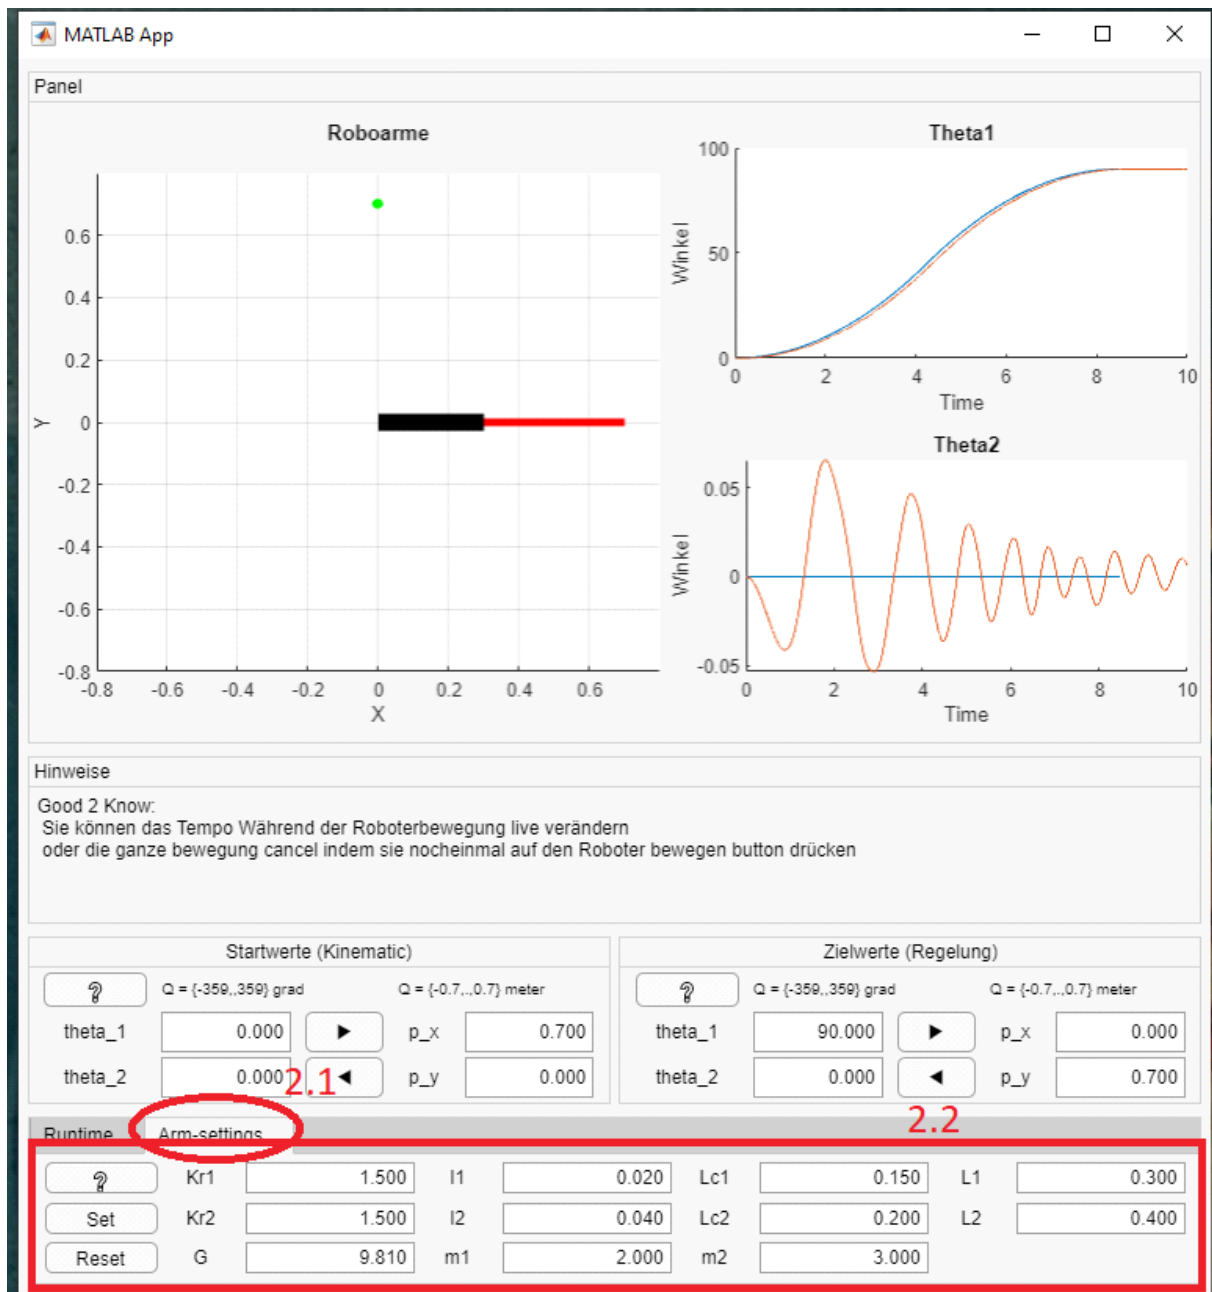 MATLAB App
Panel
Roboarme
0.6
0.4
0.2
0
-0.2
-0.4
-0.6
-0.8
Y
-0.8 -0.6 -0.4 -0.2 0 0.2 0.4 0.6
X
Theta1
100
50
0
Winkel
0 2 4 6 8 10
Time
Theta2
0.05
0
-0.05
Winkel
0 2 4 6 8 10
Time
Hinweise
Good 2 Know:
Sie können das Tempo Während der Roboterbewegung live verändern
oder die ganze bewegung cancel indem sie nocheinmal auf den Roboter bewegen button drücken
Startwerte (Kinematic)
? Q = {-359,,359} grad Q = {-0.7,.,0.7} meter
theta_1 0.000 p_x 0.700
theta_2 0.000 p_y 0.000
2.1
Zielwerte (Regelung)
? Q = {-359,,359} grad Q = {-0.7,.,0.7} meter
theta_1 90.000 p_x 0.000
theta_2 0.000 p_y 0.700
2.2
Runtime Arm-settings
? Kr1 1.500 I1 0.020 Lc1 0.150 L1 0.300
Set Kr2 1.500 I2 0.040 Lc2 0.200 L2 0.400
Reset G 9.810 m1 2.000 m2 3.000